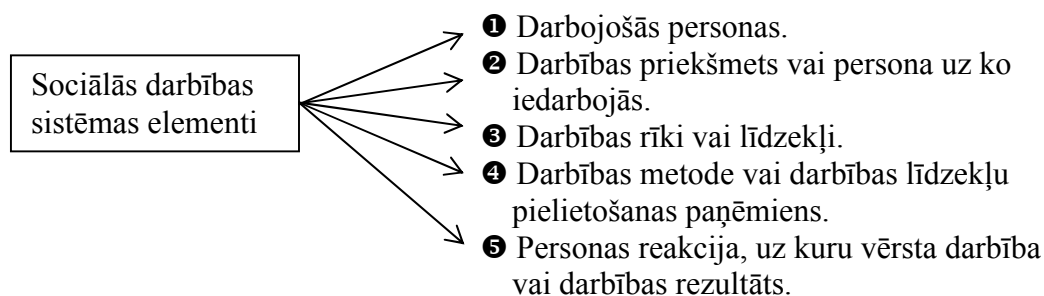 Sociālās darbības
sistēmas elementi
❶ Darbojošās personas.
❷ Darbības priekšmets vai persona uz ko
iedarbojās.
❸ Darbības rīki vai līdzekļi.
❹ Darbības metode vai darbības līdzekļu
pielietošanas paņēmiens.
❺ Personas reakcija, uz kuru vērsta darbība
vai darbības rezultāts.